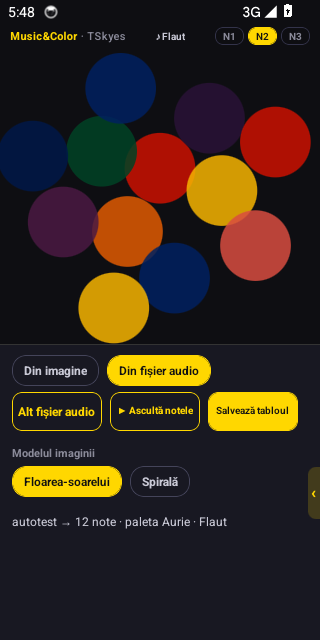 5:48 3G
Music&Color · TSkyes ♪Flaut N1 N2 N3
Din imagine Din fișier audio
Alt fișier audio ▶ Ascultă notele Salvează tabloul
Modelul imaginii
Floarea-soarelui Spirală
autotest → 12 note · paleta Aurie · Flaut